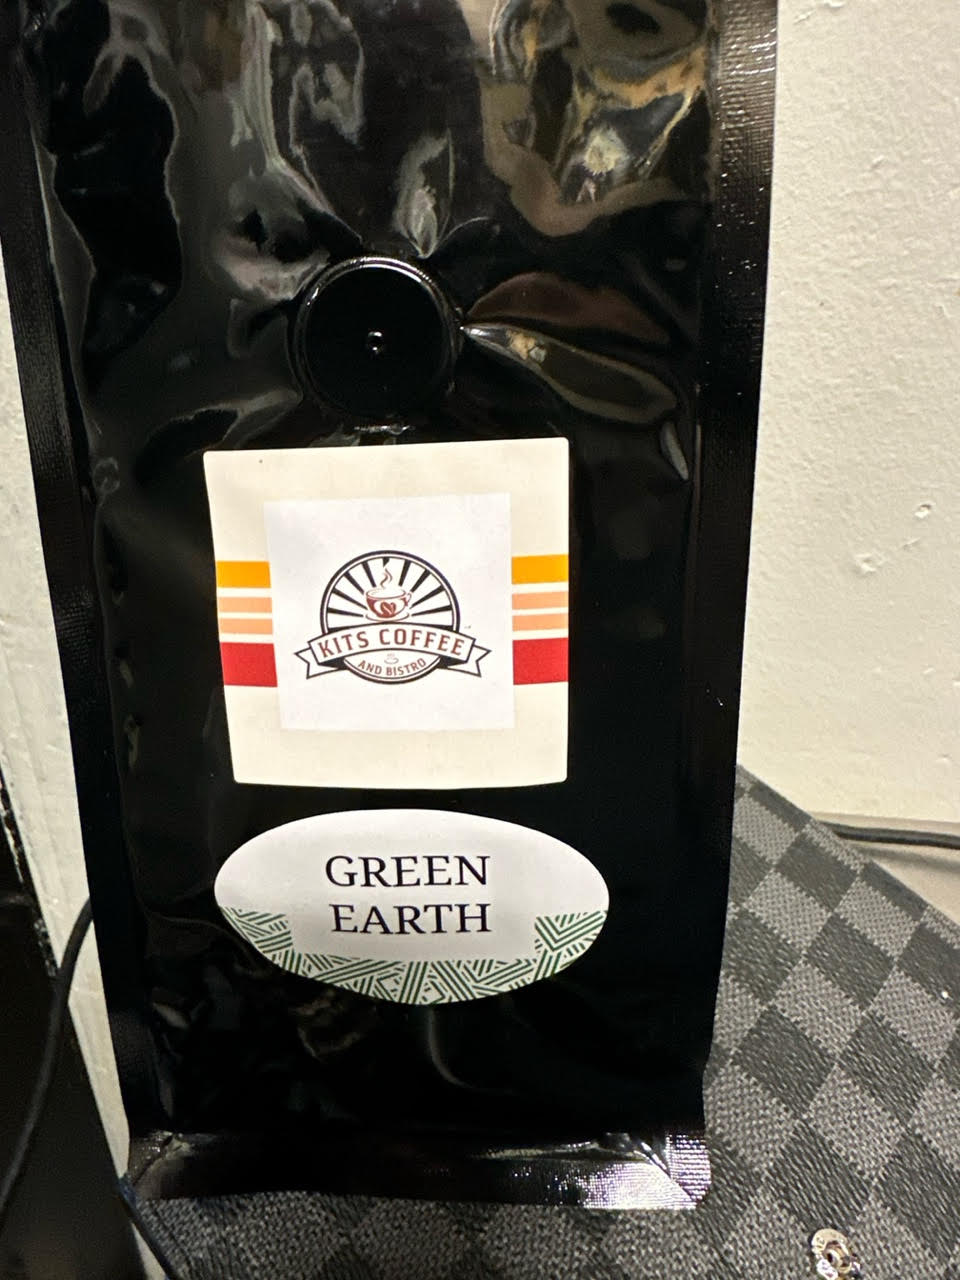 KITS COFFEE
AND BISTRO
GREEN
EARTH